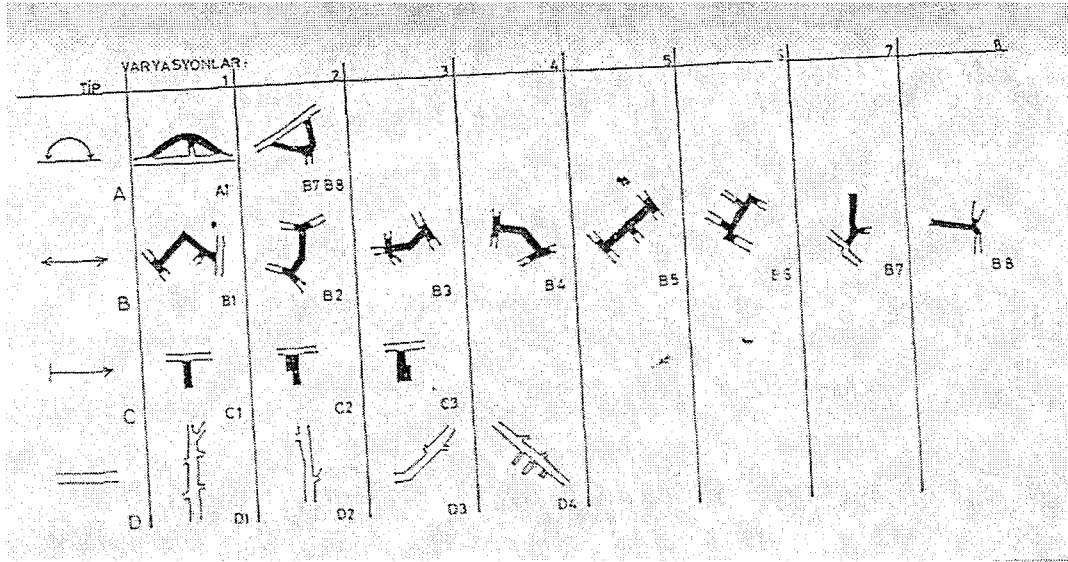 VARYASYONLAR:
TİP 1 2 3 4 5 6 7 8
A A1 B7 B8
B B1 B2 B3 B4 B5 B6 B7 B8
C C1 C2 C3
D D1 D2 D3 D4